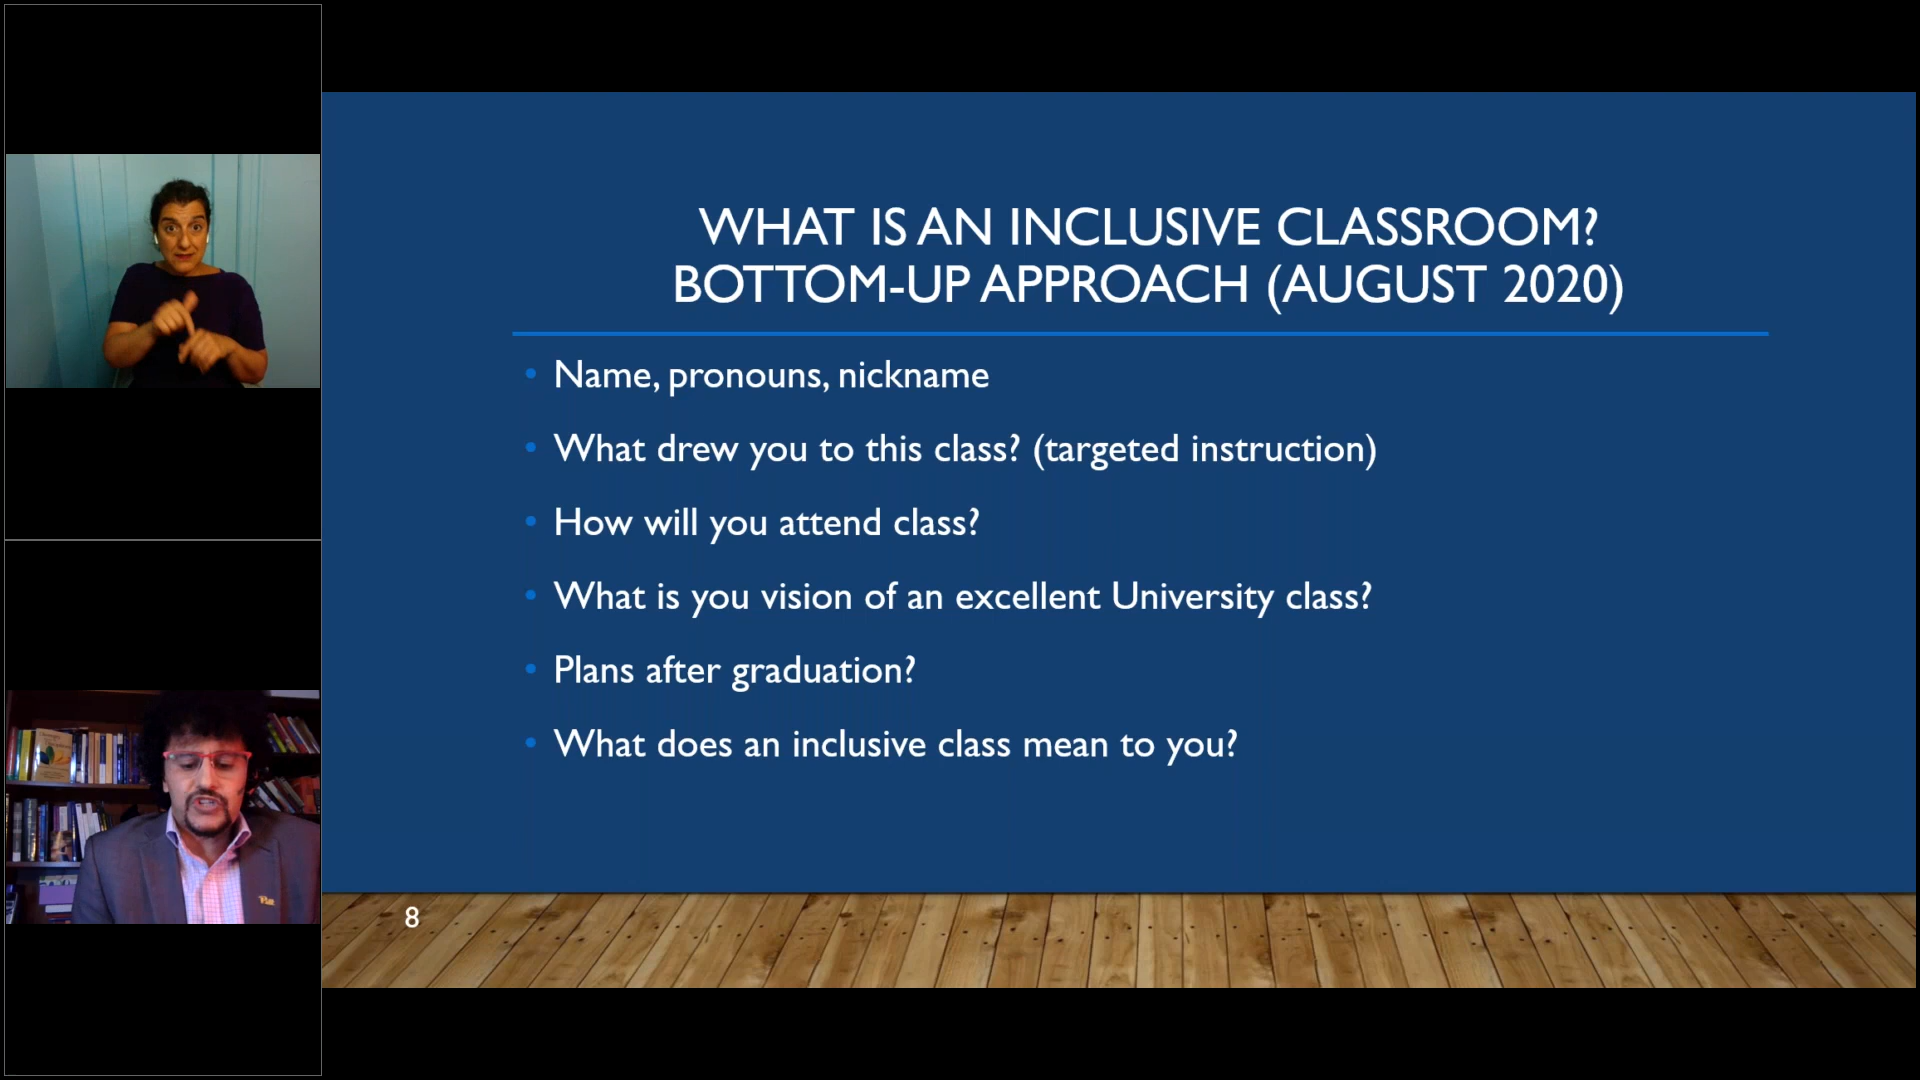 WHAT IS AN INCLUSIVE CLASSROOM?
BOTTOM-UP APPROACH (AUGUST 2020)
• Name, pronouns, nickname
• What drew you to this class? (targeted instruction)
• How will you attend class?
• What is you vision of an excellent University class?
• Plans after graduation?
• What does an inclusive class mean to you?
8